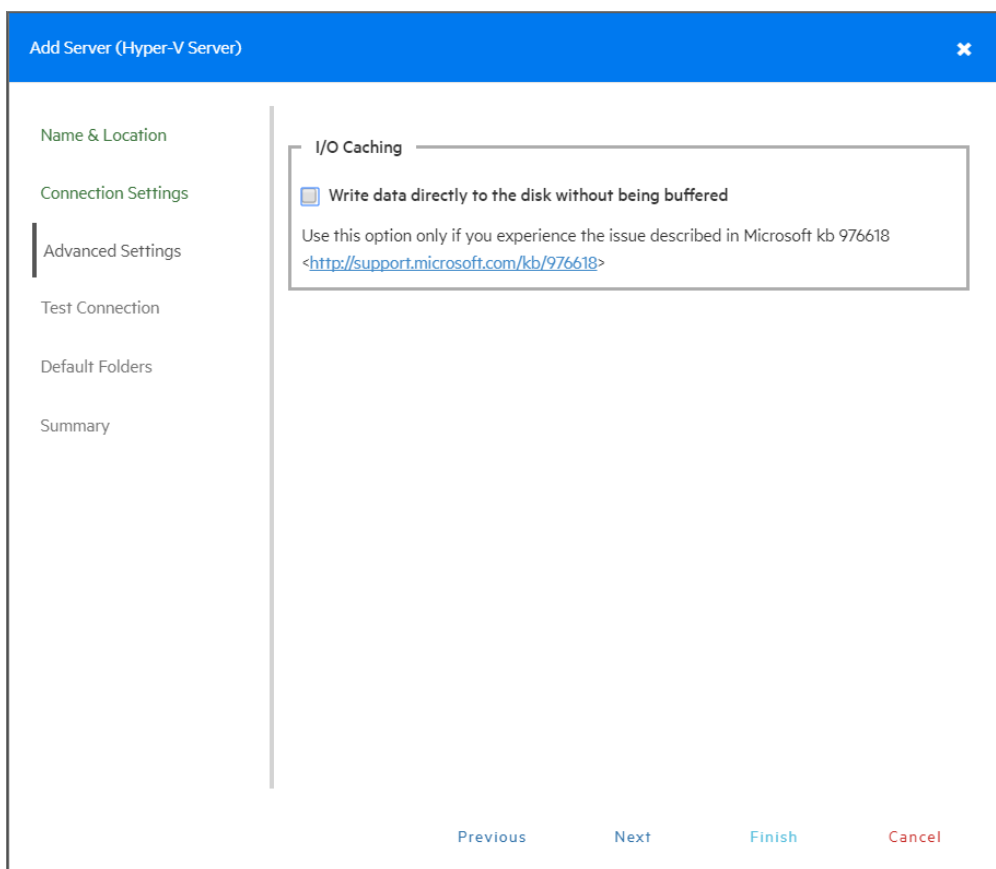 Add Server (Hyper-V Server)
Name & Location
Connection Settings
Advanced Settings
Test Connection
Default Folders
Summary
I/O Caching
Write data directly to the disk without being buffered
Use this option only if you experience the issue described in Microsoft kb 976618
<http://support.microsoft.com/kb/976618>
Previous Next Finish Cancel